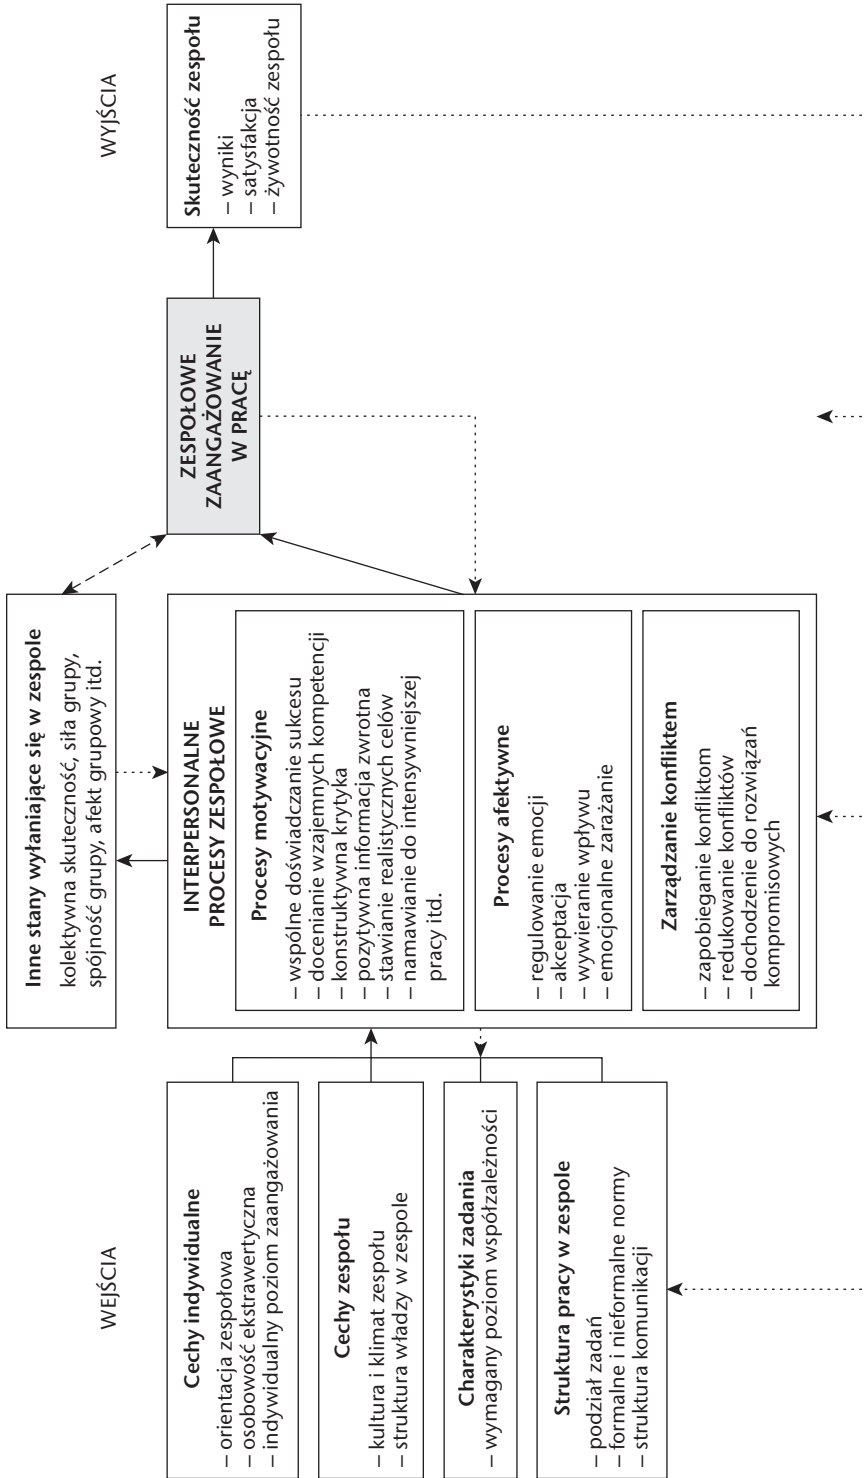 WEJŚCIA
Cechy indywidualne
– orientacja zespołowa
– osobowość ekstrawertyczna
– indywidualny poziom zaangażowania
Cechy zespołu
– kultura i klimat zespołu
– struktura władzy w zespole
Charakterystyki zadania
– wymagany poziom współzależności
Struktura pracy w zespole
– podział zadań
– formalne i nieformalne normy
– struktura komunikacji
Inne stany wyłaniające się w zespole
kolektywna skuteczność, siła grupy,
spójność grupy, afekt grupowy itd.
INTERPERSONALNE
PROCESY ZESPOŁOWE
Procesy motywacyjne
– wspólne doświadczanie sukcesu
– docenianie wzajemnych kompetencji
– konstruktywna krytyka
– pozytywna informacja zwrotna
– stawianie realistycznych celów
– namawianie do intensywniejszej
pracy itd.
Procesy afektywne
– regulowanie emocji
– akceptacja
– wywieranie wpływu
– emocjonalne zarażanie
Zarządzanie konfliktem
– zapobieganie konfliktom
– redukowanie konfliktów
– dochodzenie do rozwiązań
kompromisowych
ZESPOŁOWE
ZAANGAŻOWANIE
W PRACĘ
WYJŚCIA
Skuteczność zespołu
– wyniki
– satysfakcja
– żywotność zespołu